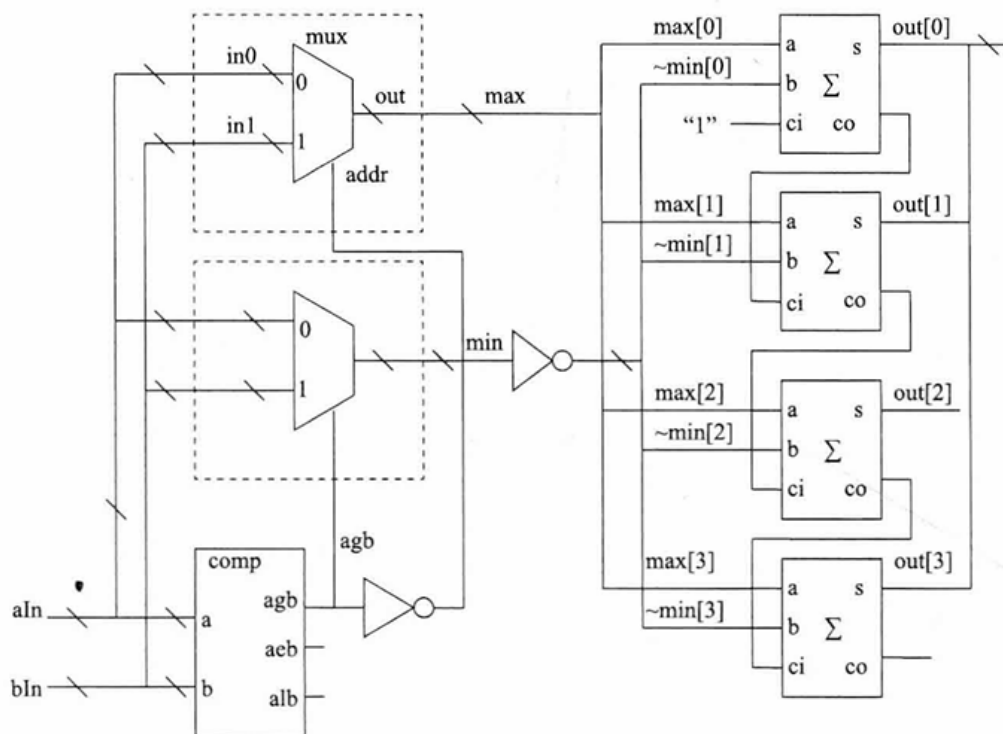 mux
in0
0
out
max
in1
1
addr
0
min
1
agb
comp
aIn
a
agb
aeb
bIn
b
alb
max[0]
a
s
out[0]
~min[0]
b
Σ
"1"
ci
co
max[1]
a
s
out[1]
~min[1]
b
Σ
ci
co
max[2]
a
s
out[2]
~min[2]
b
Σ
ci
co
max[3]
a
s
out[3]
~min[3]
b
Σ
ci
co